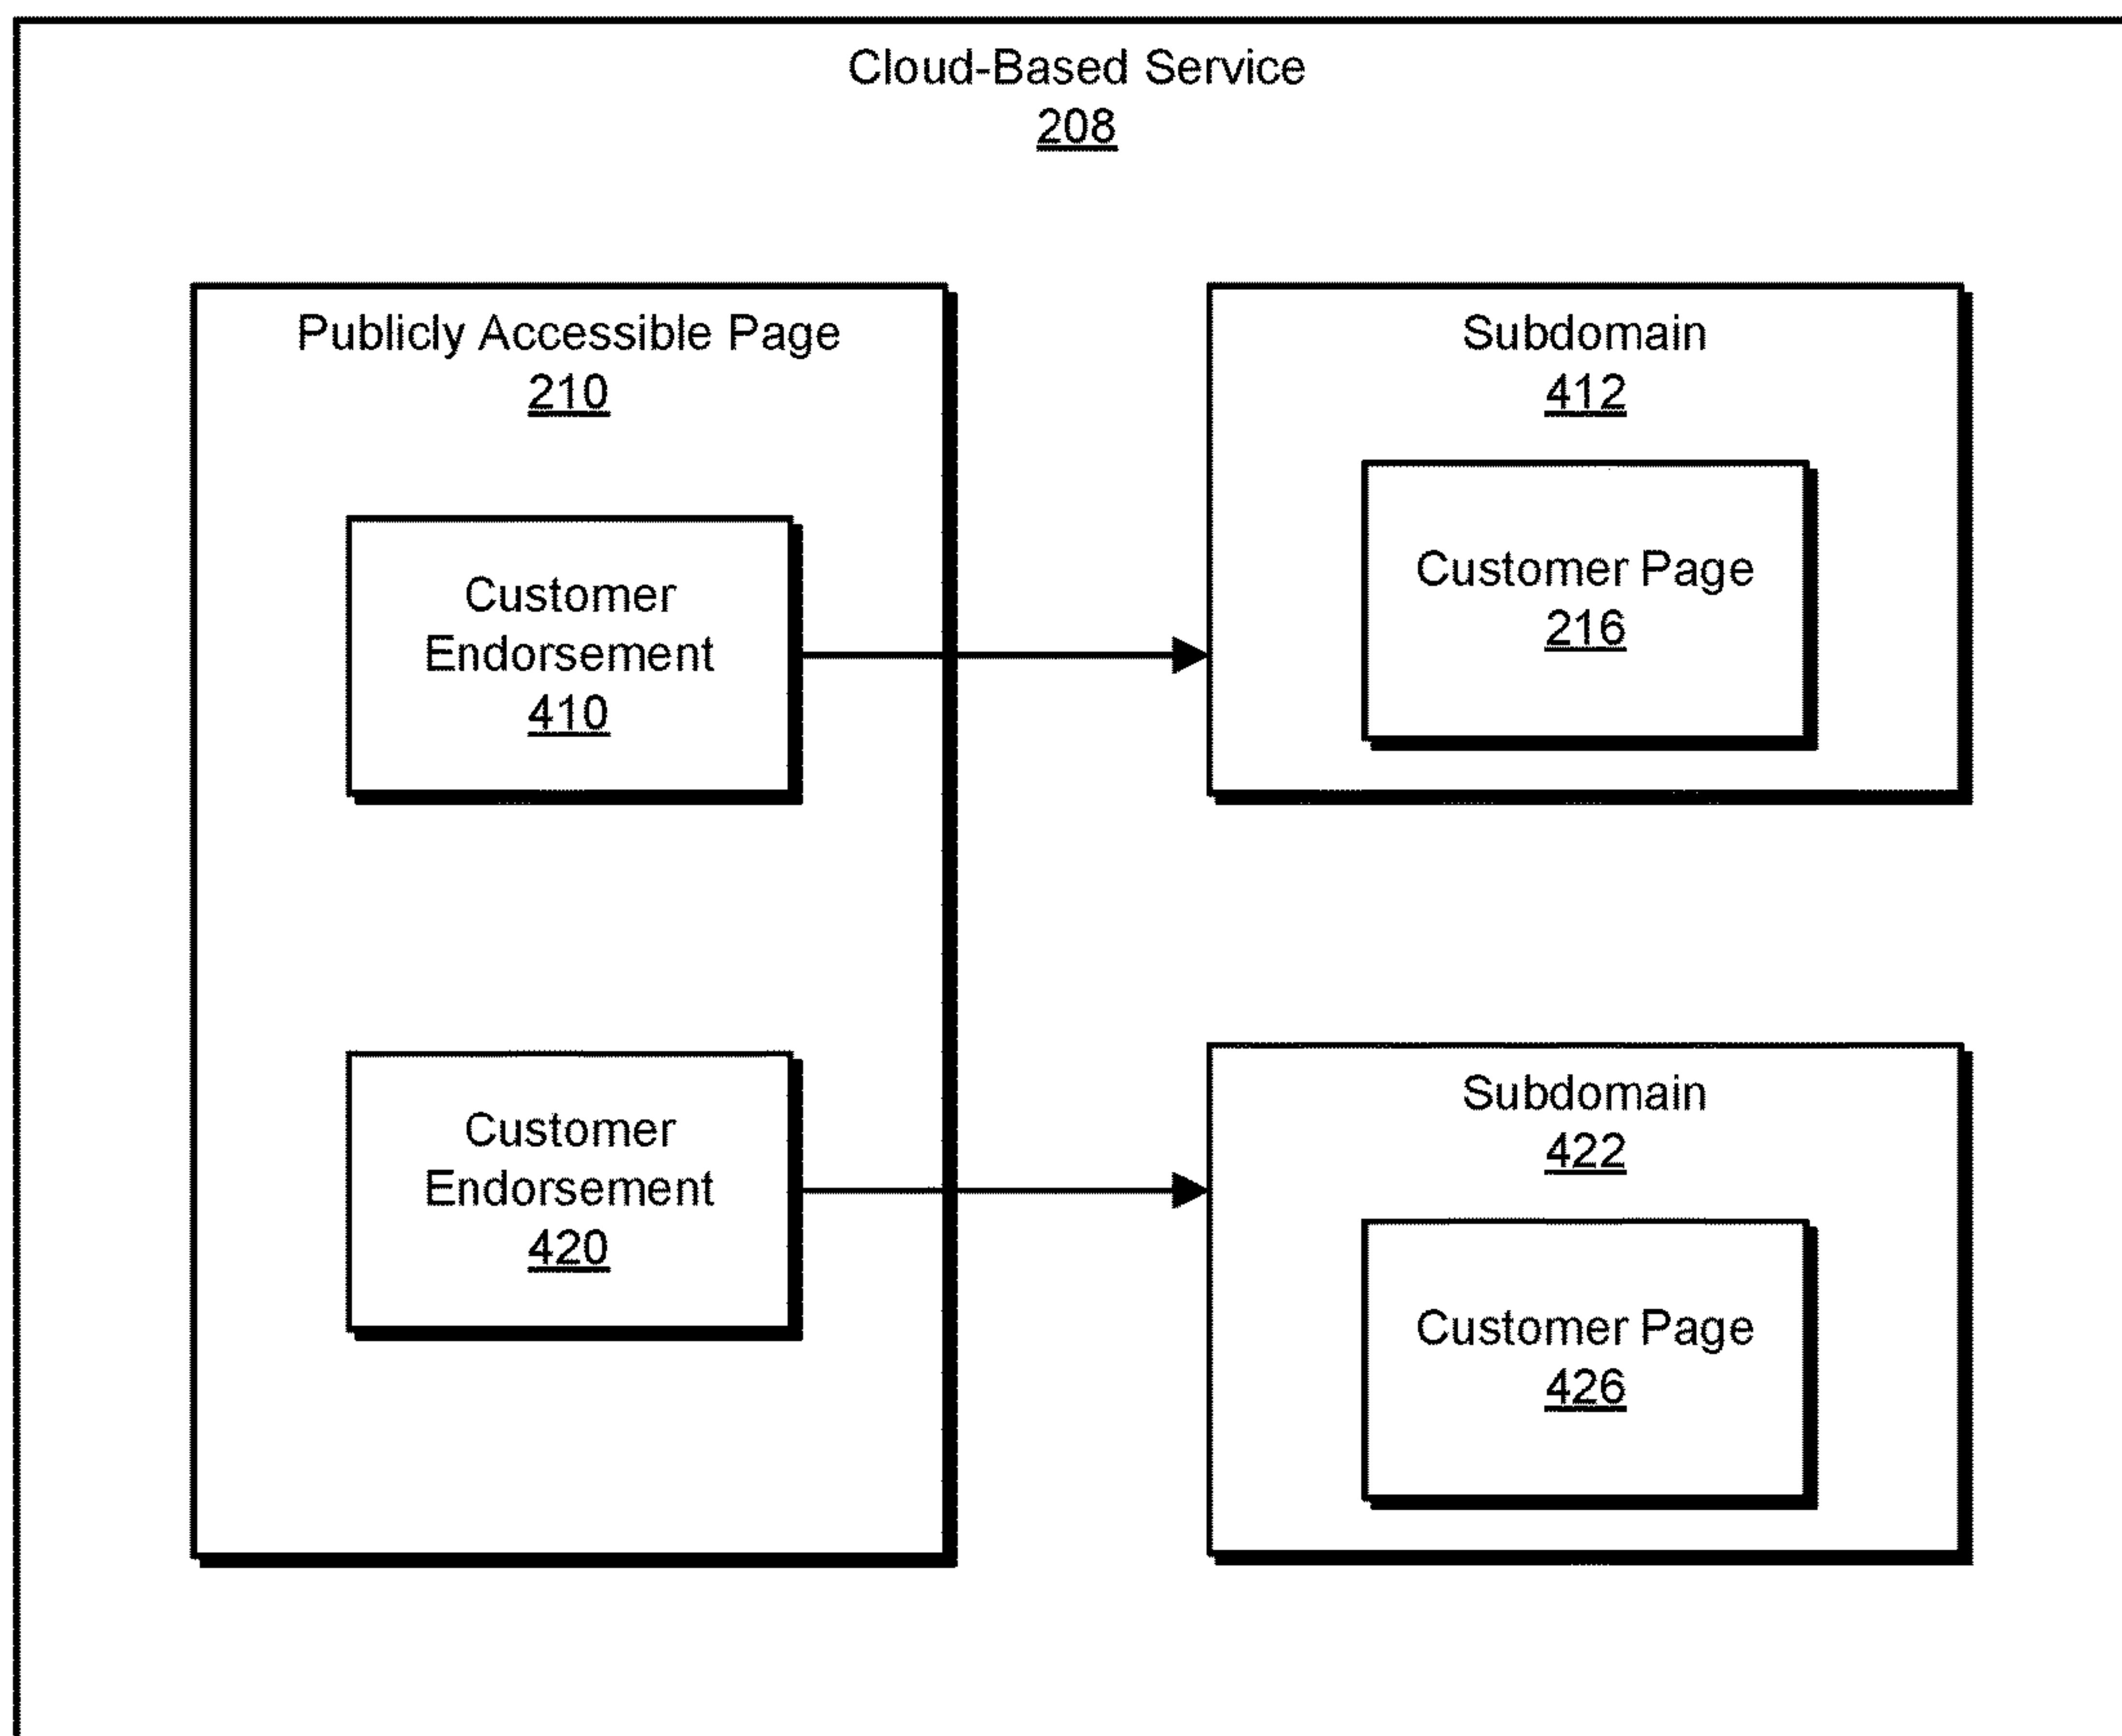 Cloud-Based Service
208
Publicly Accessible Page
210
Customer
Endorsement
410
Customer
Endorsement
420
Subdomain
412
Customer Page
216
Subdomain
422
Customer Page
426